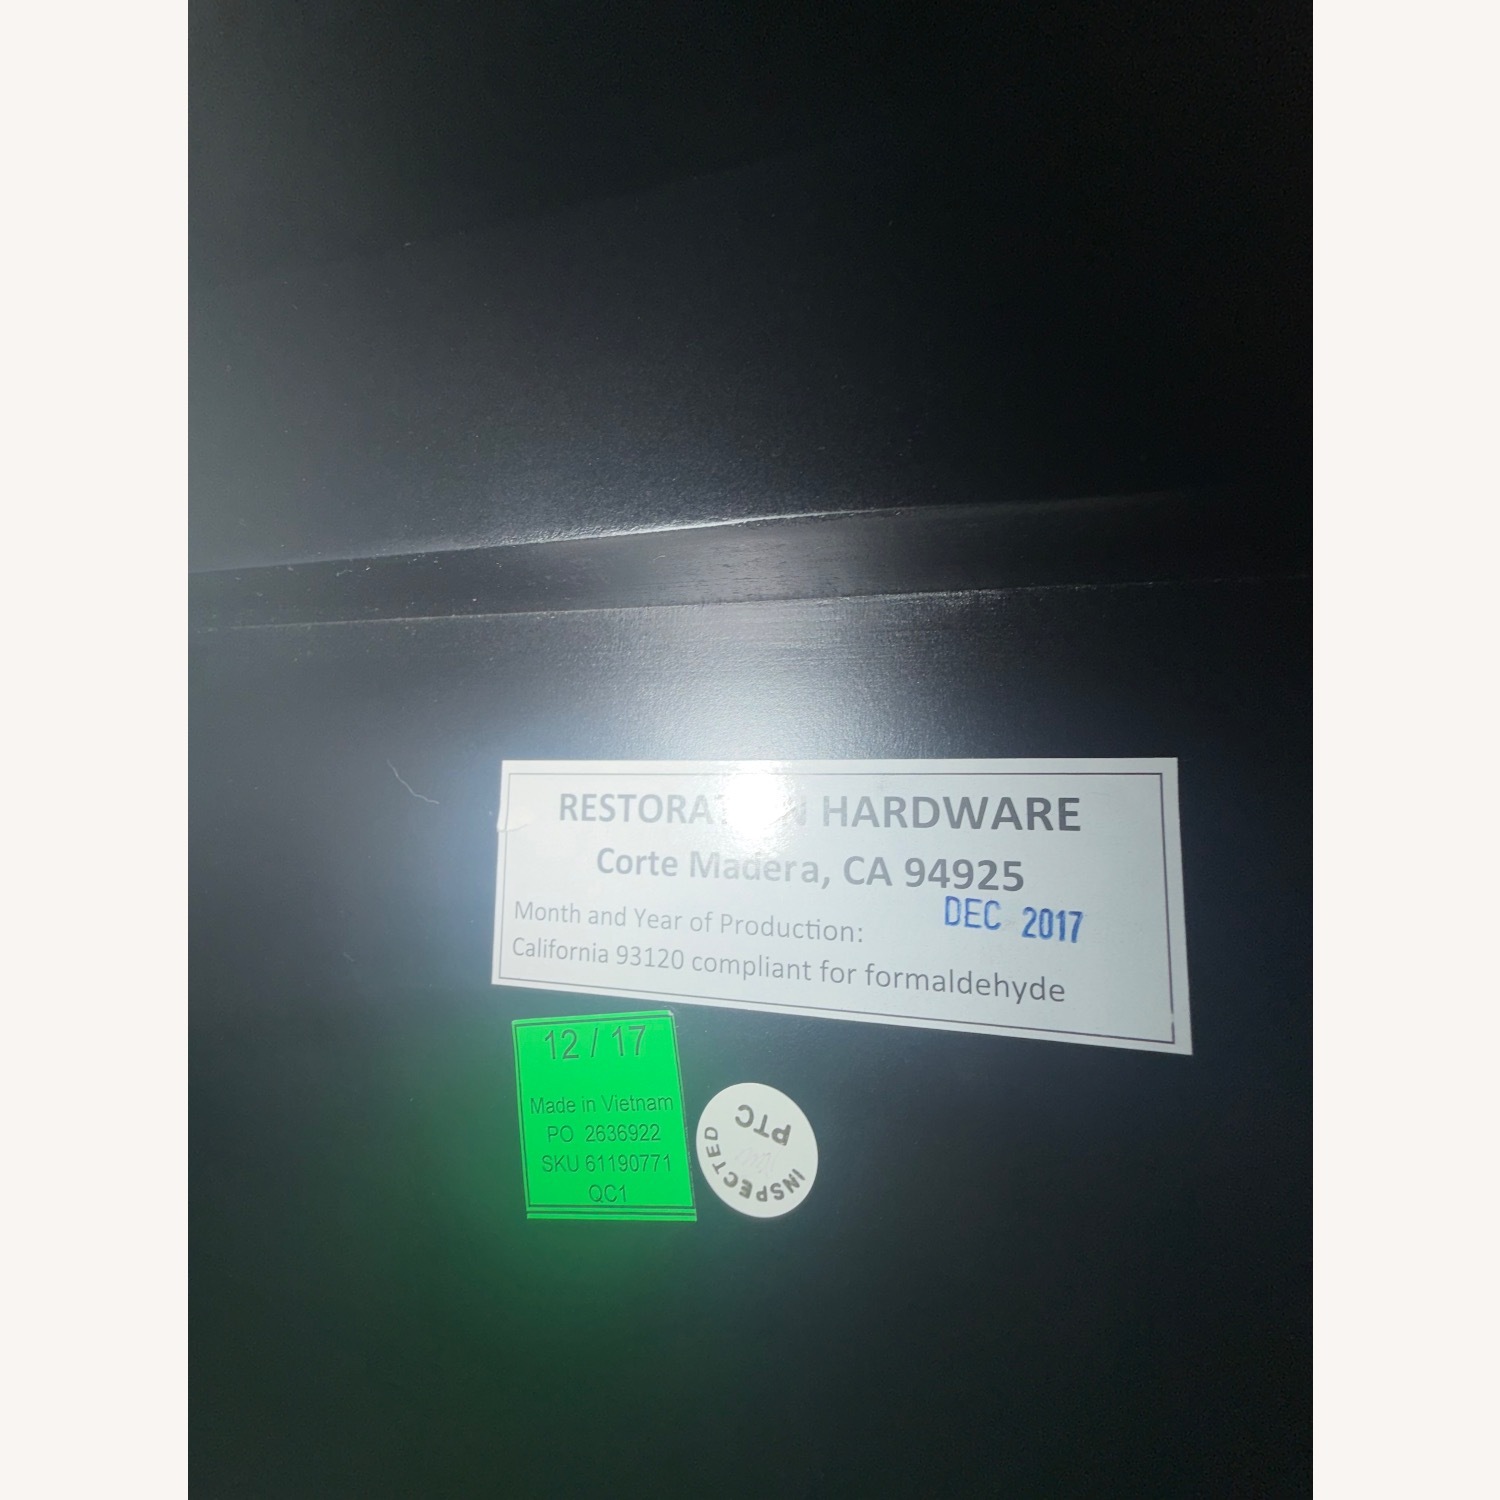 HARDWARE
Corte Madera, CA 94925
Month and Year of Production: DEC 2017
California 93120 compliant for formaldehyde
12 / 17
Made in Vietnam
PO 2636922
SKU 61190771
QC1
PTC
INSPECTED